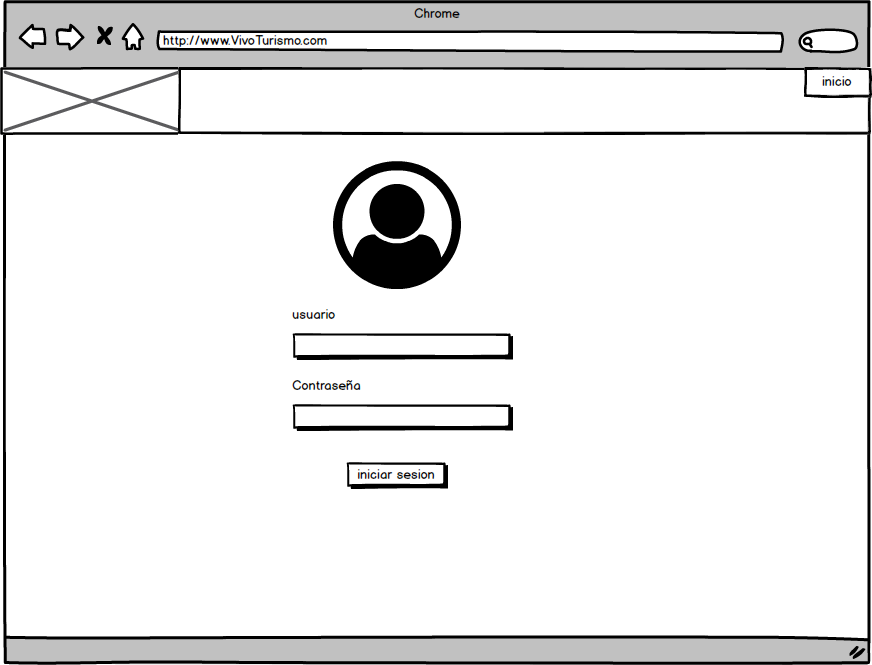 Chrome
http://www.VivoTurismo.com
inicio
usuario
Contraseña
iniciar sesion